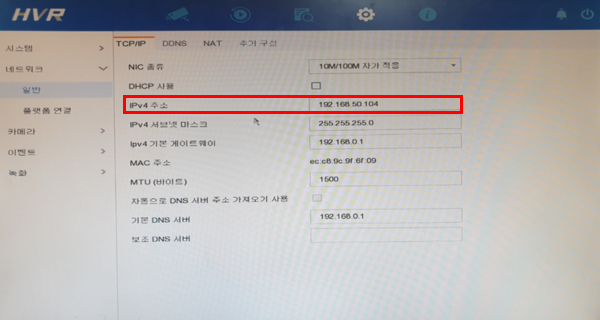 HVR
시스템
네트워크
일반
플랫폼 연결
카메라
이벤트
녹화
TCP/IP DDNS NAT 추가 구성
NIC 종류 10M/100M 자가 적응
DHCP 사용
IPv4 주소 192.168.50.104
IPv4 서브넷 마스크 255.255.255.0
Ipv4 기본 게이트웨이 192.168.0.1
MAC 주소 ec:c8:9c:9f:6f:09
MTU (바이트) 1500
자동으로 DNS 서버 주소 가져오기 사용
기본 DNS 서버 192.168.0.1
보조 DNS 서버